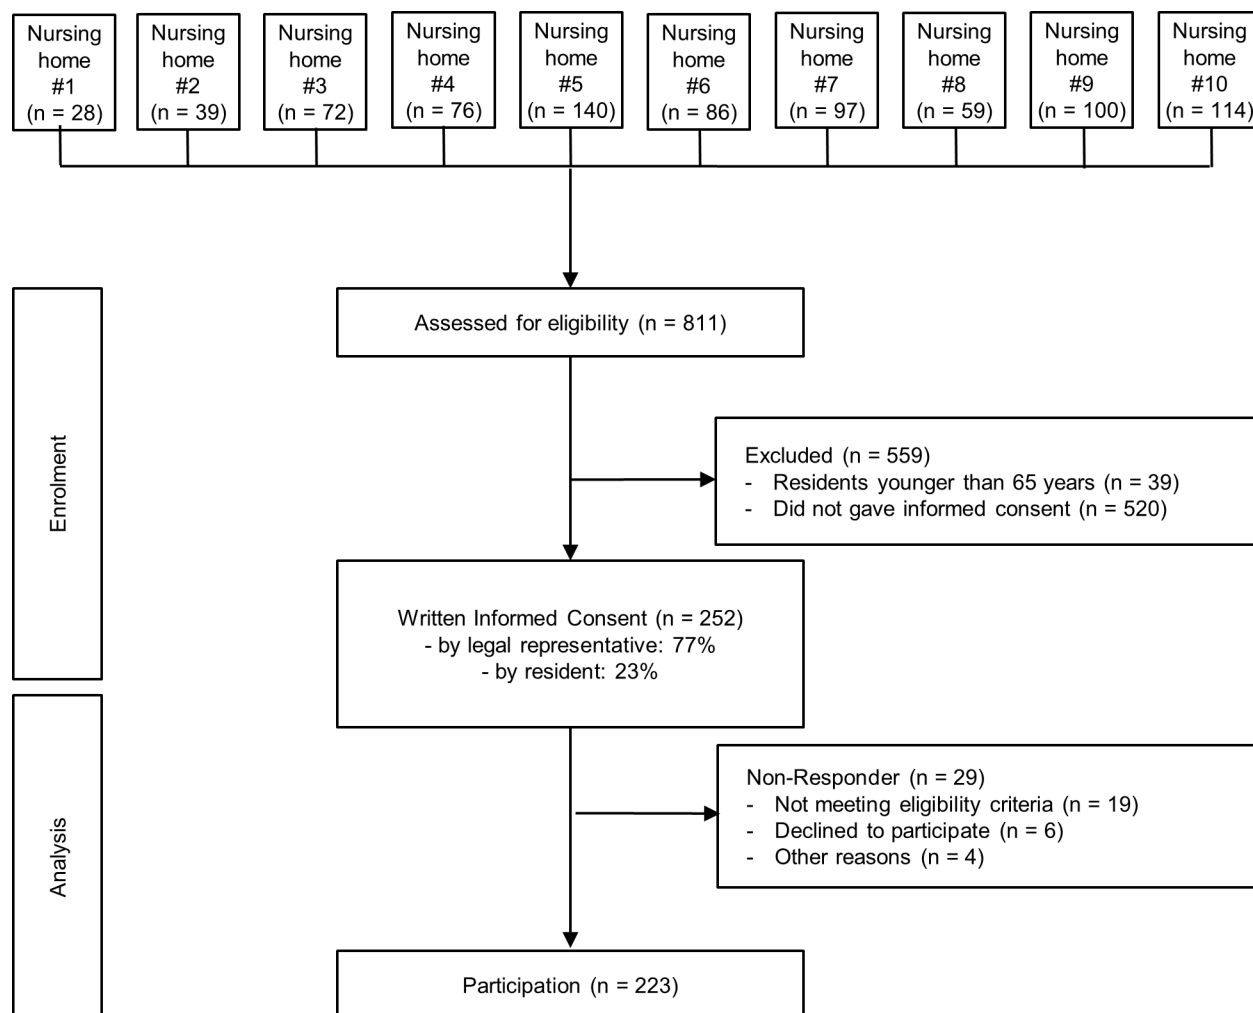 Nursing
home
#1
(n = 28)
Nursing
home
#2
(n = 39)
Nursing
home
#3
(n = 72)
Nursing
home
#4
(n = 76)
Nursing
home
#5
(n = 140)
Nursing
home
#6
(n = 86)
Nursing
home
#7
(n = 97)
Nursing
home
#8
(n = 59)
Nursing
home
#9
(n = 100)
Nursing
home
#10
(n = 114)
Enrolment
Assessed for eligibility (n = 811)
Excluded (n = 559)
- Residents younger than 65 years (n = 39)
- Did not gave informed consent (n = 520)
Written Informed Consent (n = 252)
- by legal representative: 77%
- by resident: 23%
Analysis
Non-Responder (n = 29)
- Not meeting eligibility criteria (n = 19)
- Declined to participate (n = 6)
- Other reasons (n = 4)
Participation (n = 223)